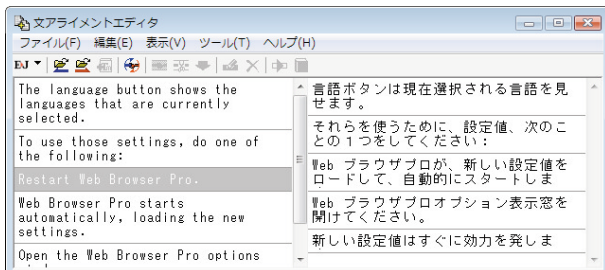 文アライメントエディタ
ファイル(F) 編集(E) 表示(V) ツール(T) ヘルプ(H)
EJ
The language button shows the
languages that are currently
selected.
To use those settings, do one of
the following:
Restart Web Browser Pro.
Web Browser Pro starts
automatically, loading the new
settings.
Open the Web Browser Pro options
言語ボタンは現在選択される言語を見
せます。
それらを使うために、設定値、次のこ
との１つをしてください：
Web ブラウザプロが、新しい設定値を
ロードして、自動的にスタートしま
Web ブラウザプロオプション表示窓を
開けてください。
新しい設定値はすぐに効力を発しま